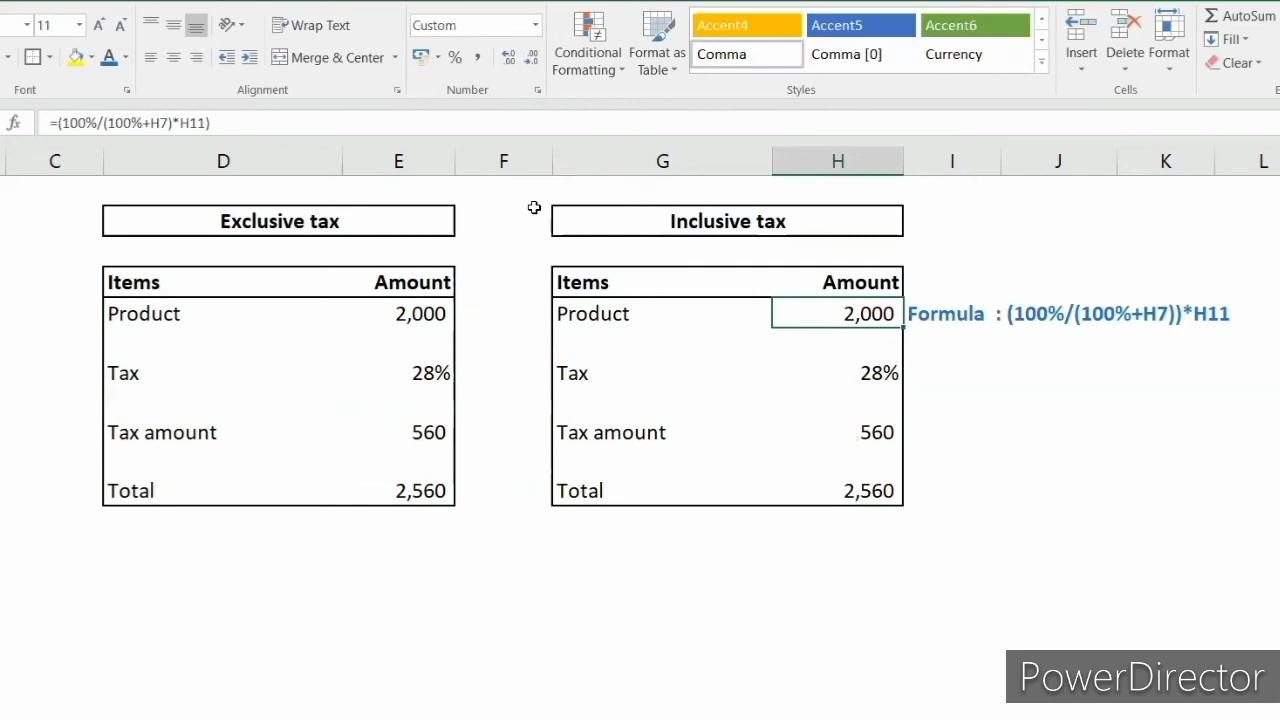 11
A A
Wrap Text
Custom
Conditional Formatting
Format as Table
Accent4 Accent5 Accent6
Comma Comma [0] Currency
Insert Delete Format
Σ AutoSum
Fill
Clear
Merge & Center
A
%
Font Alignment Number Styles Cells
fx =(100%/(100%+H7)*H11)
C D E F G H I J K L
Exclusive tax Inclusive tax
Items Amount Items Amount
Product 2,000 Product 2,000 Formula : (100%/(100%+H7))*H11
Tax 28% Tax 28%
Tax amount 560 Tax amount 560
Total 2,560 Total 2,560
PowerDirector